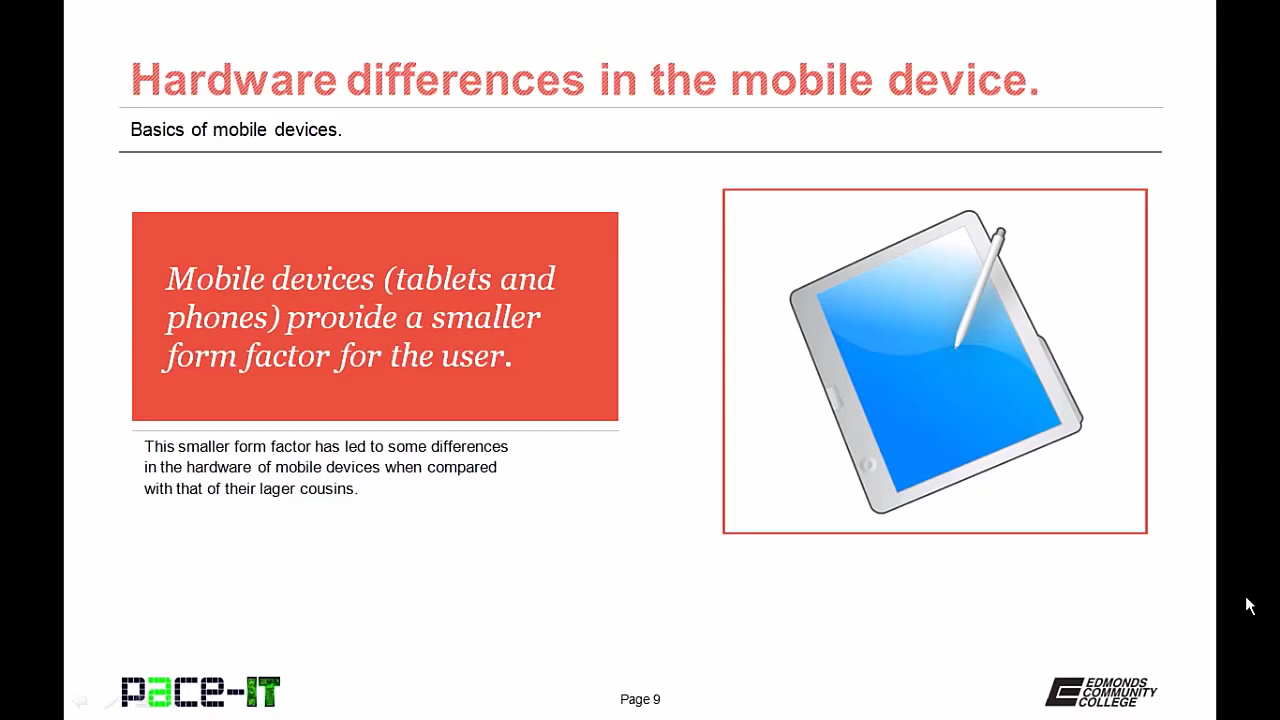 Hardware differences in the mobile device.
Basics of mobile devices.
Mobile devices (tablets and
phones) provide a smaller
form factor for the user.
This smaller form factor has led to some differences
in the hardware of mobile devices when compared
with that of their lager cousins.
pace-IT
Page 9
EDMONDS
COMMUNITY
COLLEGE